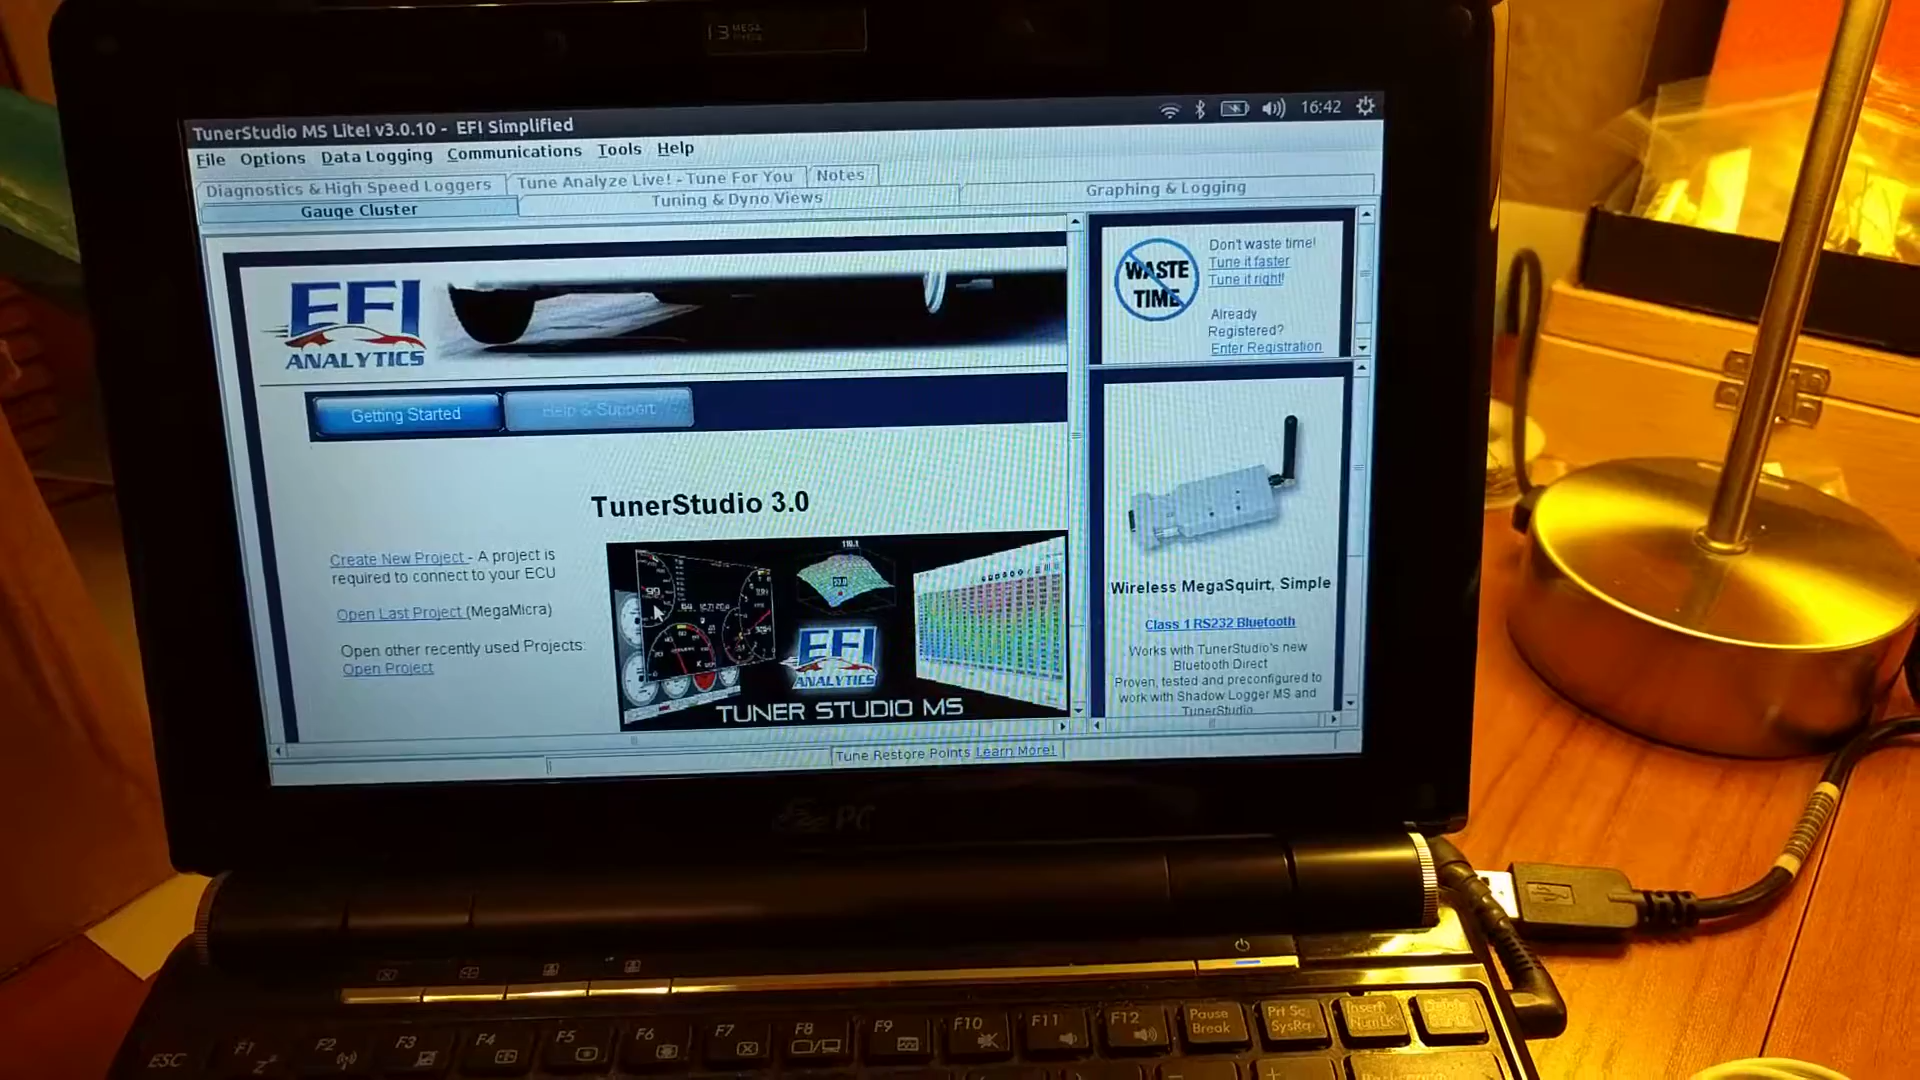 13 MEGA
TunerStudio MS Lite! v3.0.10 - EFI Simplified
16:42
File Options Data Logging Communications Tools Help
Diagnostics & High Speed Loggers
Tune Analyze Live! - Tune For You
Notes
Graphing & Logging
Gauge Cluster
Tuning & Dyno Views
EFI
ANALYTICS
Getting Started
Help & Support
TunerStudio 3.0
Create New Project - A project is
required to connect to your ECU
Open Last Project (MegaMicra)
Open other recently used Projects:
Open Project
EFI
ANALYTICS
TUNER STUDIO MS
WASTE
TIME
Don't waste time!
Tune it faster
Tune it right!
Already
Registered?
Enter Registration
Wireless MegaSquirt, Simple
Class 1 RS232 Bluetooth
Works with TunerStudio's new
Bluetooth Direct
Proven, tested and preconfigured to
work with Shadow Logger MS and
TunerStudio
Tune Restore Points Learn More!
Eee PC
ESC
F1
F2
F3
F4
F5
F6
F7
F8
F9
F10
F11
F12
Pause
Break
Prt Sc
SysRq
Insert
NumLK
Delete